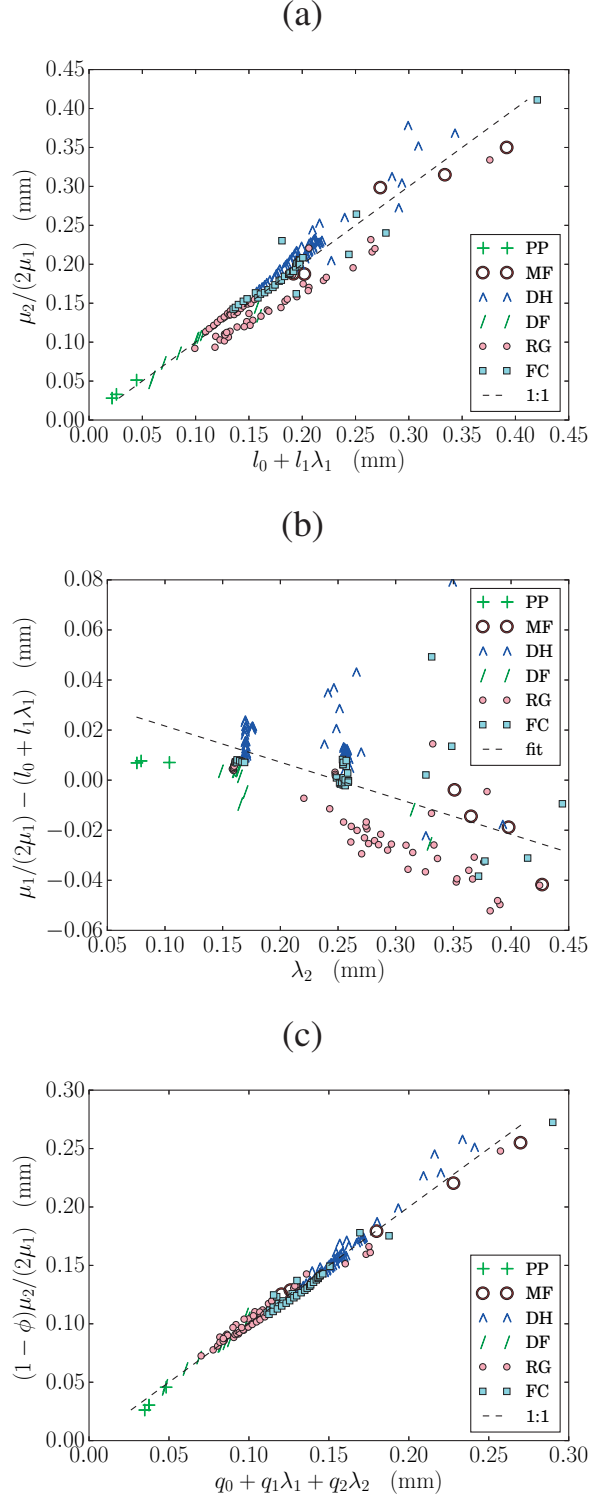 (a)
0.45
0.40
0.35
0.30
0.25
0.20
0.15
0.10
0.05
0.00
μ₂/(2μ₁) (mm)
PP
MF
DH
DF
RG
FC
1:1
0.00 0.05 0.10 0.15 0.20 0.25 0.30 0.35 0.40 0.45
l₀ + l₁λ₁ (mm)
(b)
0.08
0.06
0.04
0.02
0.00
−0.02
−0.04
−0.06
μ₁/(2μ₁) − (l₀ + l₁λ₁) (mm)
PP
MF
DH
DF
RG
FC
fit
0.05 0.10 0.15 0.20 0.25 0.30 0.35 0.40 0.45
λ₂ (mm)
(c)
0.30
0.25
0.20
0.15
0.10
0.05
0.00
(1 − ϕ)μ₂/(2μ₁) (mm)
PP
MF
DH
DF
RG
FC
1:1
0.00 0.05 0.10 0.15 0.20 0.25 0.30
q₀ + q₁λ₁ + q₂λ₂ (mm)